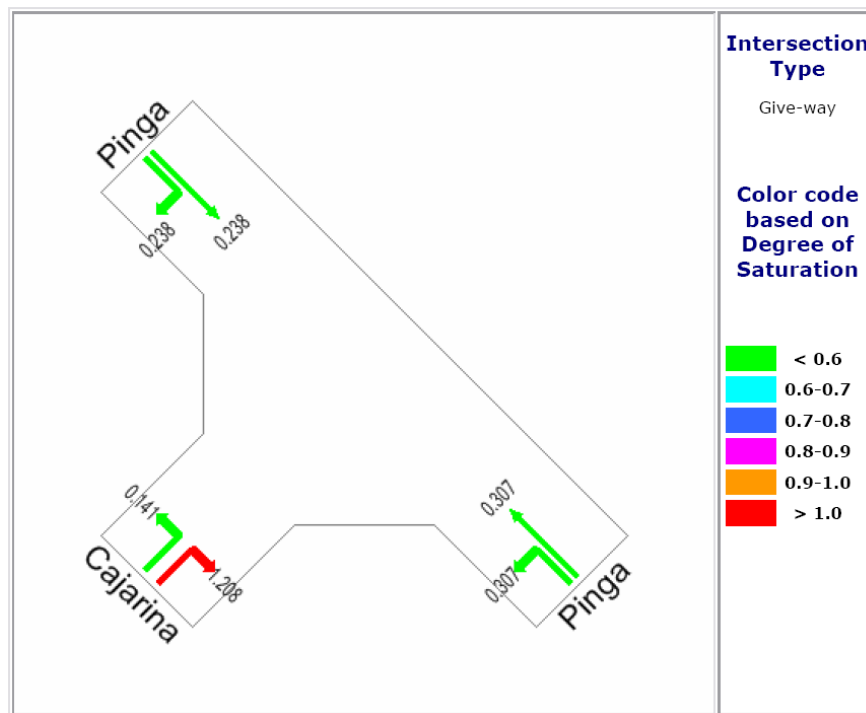 Pinga
0.238
0.238
0.141
1.208
Cajarina
0.307
0.307
Pinga
Intersection
Type
Give-way
Color code
based on
Degree of
Saturation
< 0.6
0.6-0.7
0.7-0.8
0.8-0.9
0.9-1.0
> 1.0